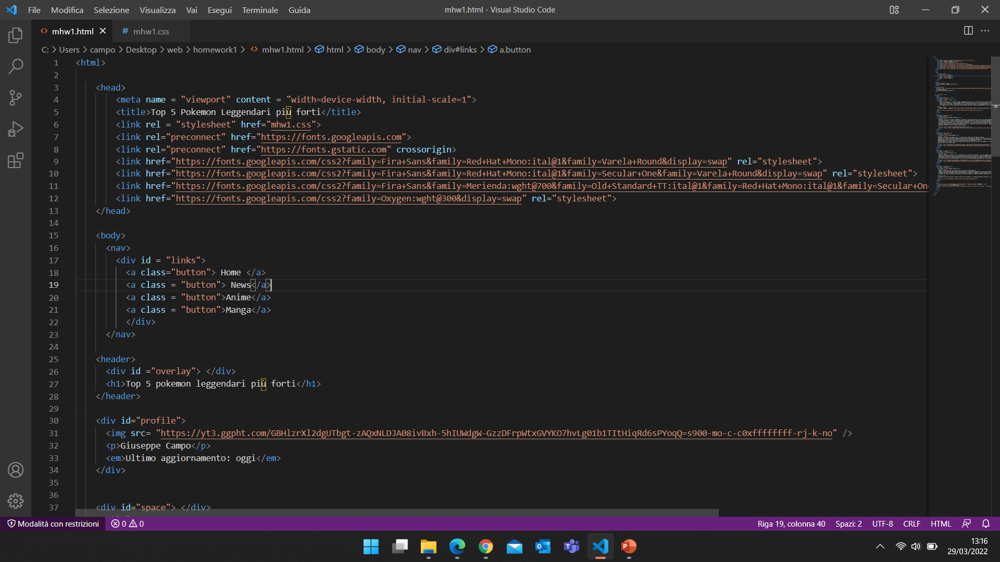 File Modifica Selezione Visualizza Vai Esegui Terminale Guida
mhw1.html - Visual Studio Code
mhw1.html
# mhw1.css
C: > Users > campo > Desktop > web > homework1 > mhw1.html > html > body > nav > div#links > a.button
1 <html>
2
3 <head>
4 <meta name = "viewport" content = "width=device-width, initial-scale=1">
5 <title>Top 5 Pokemon Leggendari più forti</title>
6 <link rel = "stylesheet" href="mhw1.css">
7 <link rel="preconnect" href="https://fonts.googleapis.com">
8 <link rel="preconnect" href="https://fonts.gstatic.com" crossorigin>
9 <link href="https://fonts.googleapis.com/css2?family=Fira+Sans&family=Red+Hat+Mono:ital@1&family=Varela+Round&display=swap" rel="stylesheet">
10 <link href="https://fonts.googleapis.com/css2?family=Fira+Sans&family=Red+Hat+Mono:ital@1&family=Secular+One&family=Varela+Round&display=swap" rel="stylesheet">
11 <link href="https://fonts.googleapis.com/css2?family=Fira+Sans&family=Merienda:wght@700&family=Old+Standard+TT:ital@1&family=Red+Hat+Mono:ital@1&family=Secular+One
12 <link href="https://fonts.googleapis.com/css2?family=Oxygen:wght@300&display=swap" rel="stylesheet">
13 </head>
14
15 <body>
16 <nav>
17 <div id = "links">
18 <a class="button"> Home </a>
19 <a class = "button"> News</a>
20 <a class = "button">Anime</a>
21 <a class = "button">Manga</a>
22 </div>
23 </nav>
24
25 <header>
26 <div id ="overlay"> </div>
27 <h1>Top 5 pokemon leggendari più forti</h1>
28 </header>
29
30 <div id="profile">
31 <img src= "https://yt3.ggpht.com/GBHlzrXl2dgUTbgt-zAQxNLDJA08ivBxh-5hIUWdgW-GzzDFrpWtxGVYKO7hvLg01b1TItHiqRd6sPYoqQ=s900-mo-c-c0xffffffff-rj-k-no" />
32 <p>Giuseppe Campo</p>
33 <em>Ultimo aggiornamento: oggi</em>
34 </div>
35
36
37 <div id="space"> </div>
Modalità con restrizioni 0 0
Riga 19, colonna 40 Spazi: 2 UTF-8 CRLF HTML
13:16
29/03/2022